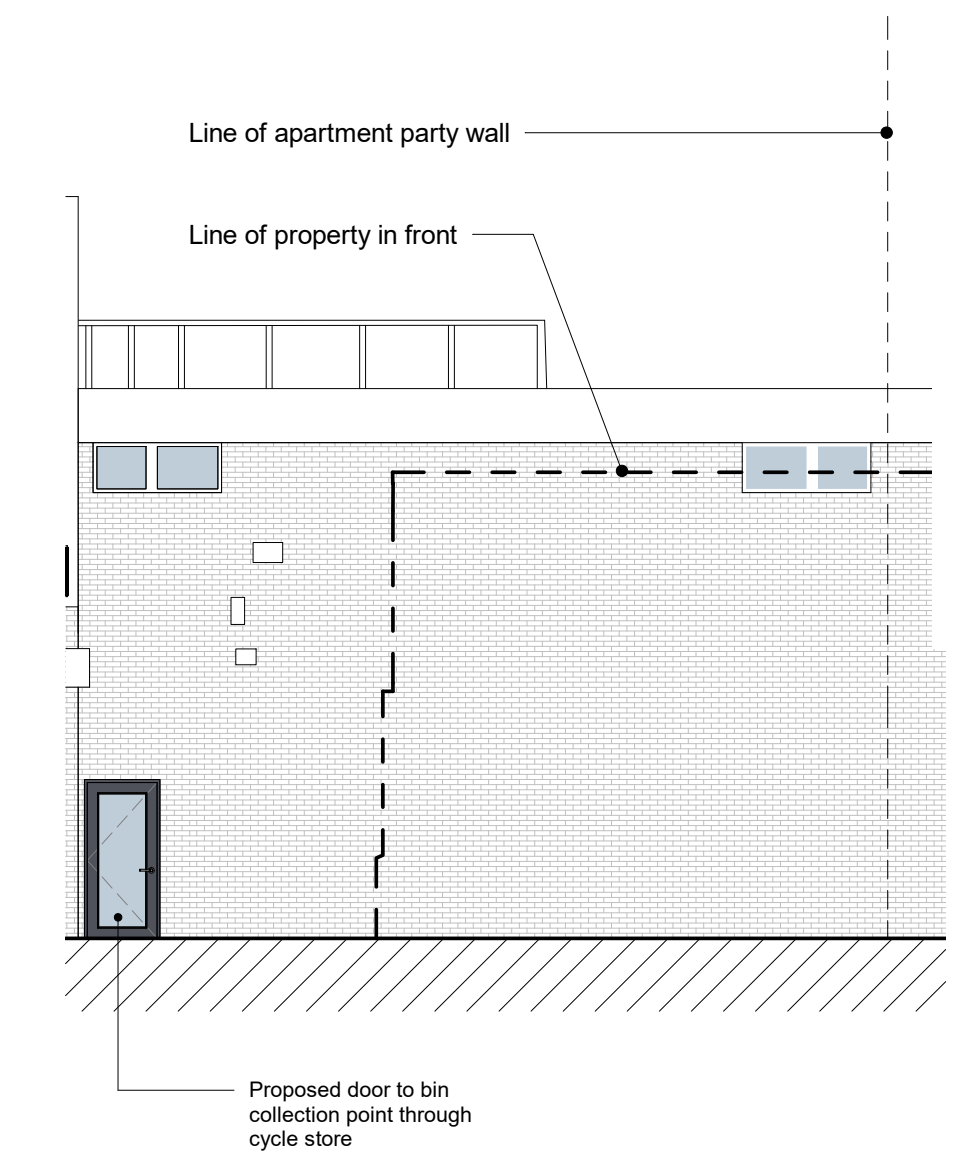 Line of apartment party wall
Line of property in front
Proposed door to bin
collection point through
cycle store